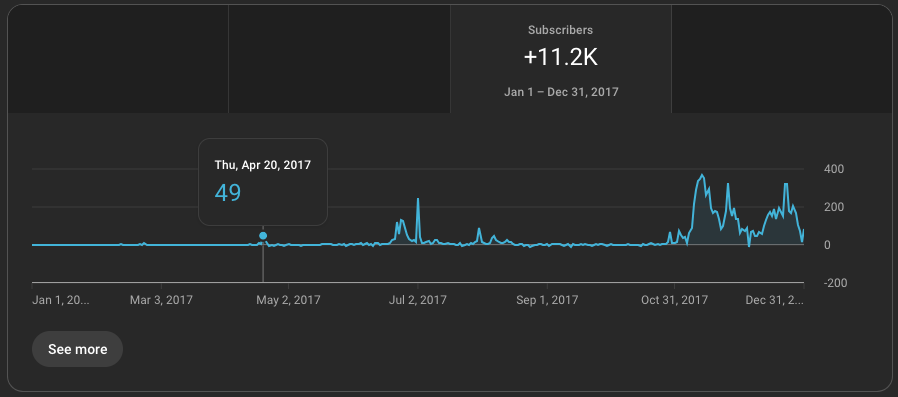 Subscribers
+11.2K
Jan 1 – Dec 31, 2017
Thu, Apr 20, 2017
49
400
200
0
-200
Jan 1, 20...
Mar 3, 2017
May 2, 2017
Jul 2, 2017
Sep 1, 2017
Oct 31, 2017
Dec 31, 2...
See more